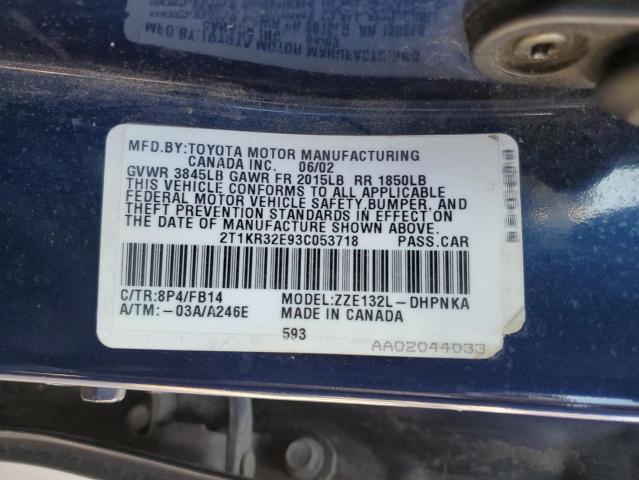 MFD.BY:TOYOTA MOTOR MANUFACTURING
CANADA INC. 06/02
GVWR 3845LB GAWR FR 2015LB RR 1850LB
THIS VEHICLE CONFORMS TO ALL APPLICABLE
FEDERAL MOTOR VEHICLE SAFETY,BUMPER, AND
THEFT PREVENTION STANDARDS IN EFFECT ON
THE DATE OF MANUFACTURE SHOWN ABOVE.
2T1KR32E93C053718 PASS.CAR
C/TR:8P4/FB14 MODEL:ZZE132L-DHPNKA
A/TM:-03A/A246E MADE IN CANADA
593
AA02044033